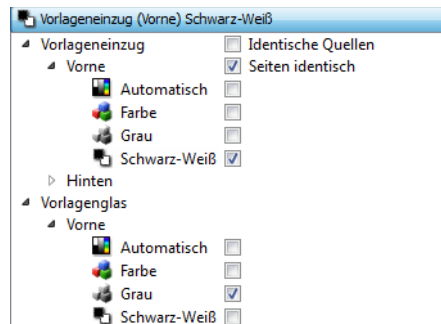 Vorlageneinzug (Vorne) Schwarz-Weiß
Vorlageneinzug Identische Quellen
Vorne Seiten identisch
Automatisch
Farbe
Grau
Schwarz-Weiß
Hinten
Vorlagenglas
Vorne
Automatisch
Farbe
Grau
Schwarz-Weiß